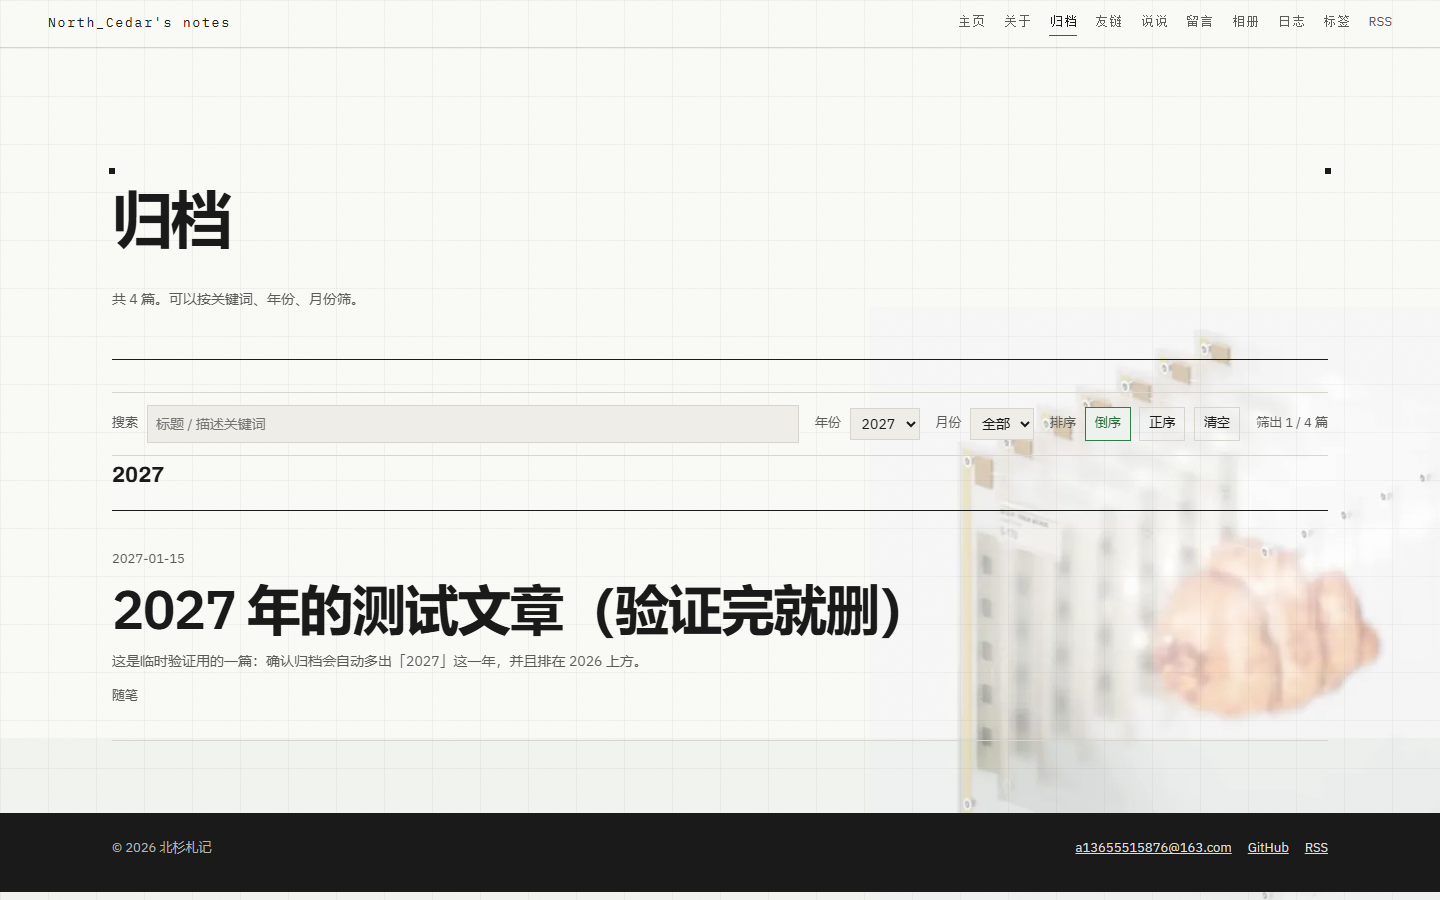 North_Cedar's notes
主页 关于 归档 友链 说说 留言 相册 日志 标签 RSS
归档
共 4 篇。可以按关键词、年份、月份筛。
搜索 标题 / 描述关键词 年份 2027 月份 全部 排序 倒序 正序 清空 筛出 1 / 4 篇
2027
2027-01-15
2027 年的测试文章（验证完就删）
这是临时验证用的一篇：确认归档会自动多出「2027」这一年，并且排在 2026 上方。
随笔
© 2026 北杉札记
a13655515876@163.com GitHub RSS